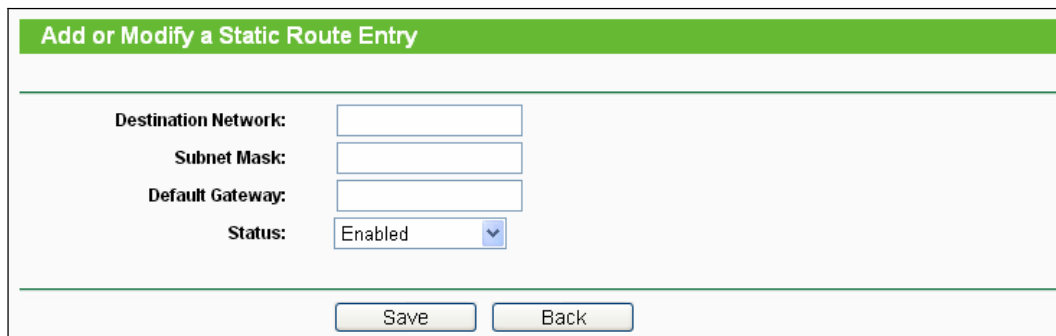 Add or Modify a Static Route Entry
Destination Network:
Subnet Mask:
Default Gateway:
Status: Enabled
Save Back